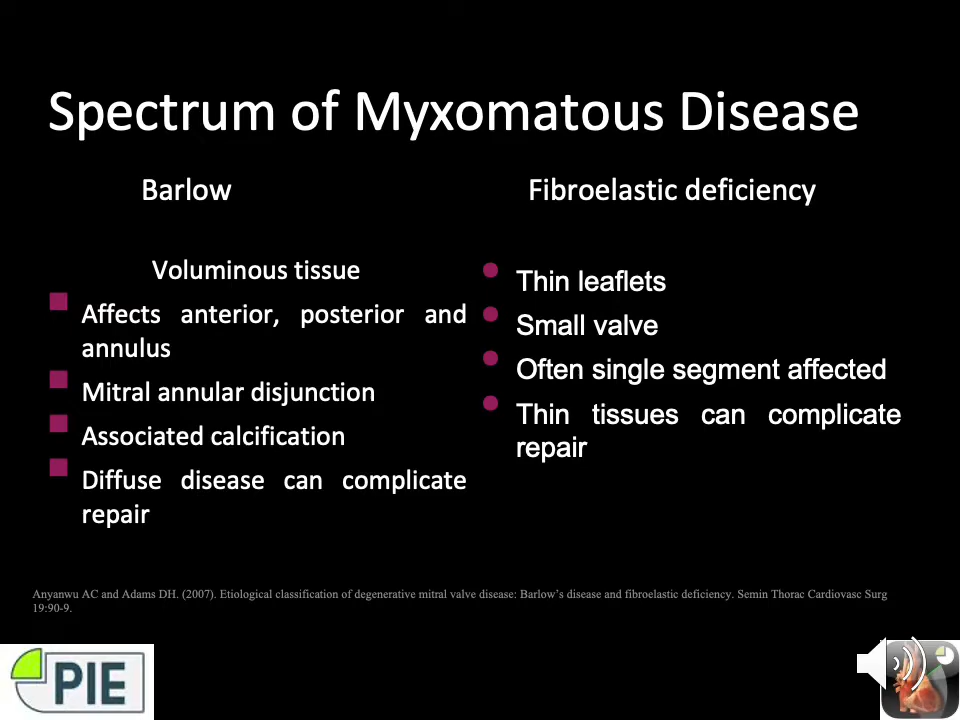 Spectrum of Myxomatous Disease
Barlow
Voluminous tissue
Affects anterior, posterior and
annulus
Mitral annular disjunction
Associated calcification
Diffuse disease can complicate
repair
Fibroelastic deficiency
Thin leaflets
Small valve
Often single segment affected
Thin tissues can complicate
repair
Anyanwu AC and Adams DH. (2007). Etiological classification of degenerative mitral valve disease: Barlow’s disease and fibroelastic deficiency. Semin Thorac Cardiovasc Surg
19:90-9.
PIE